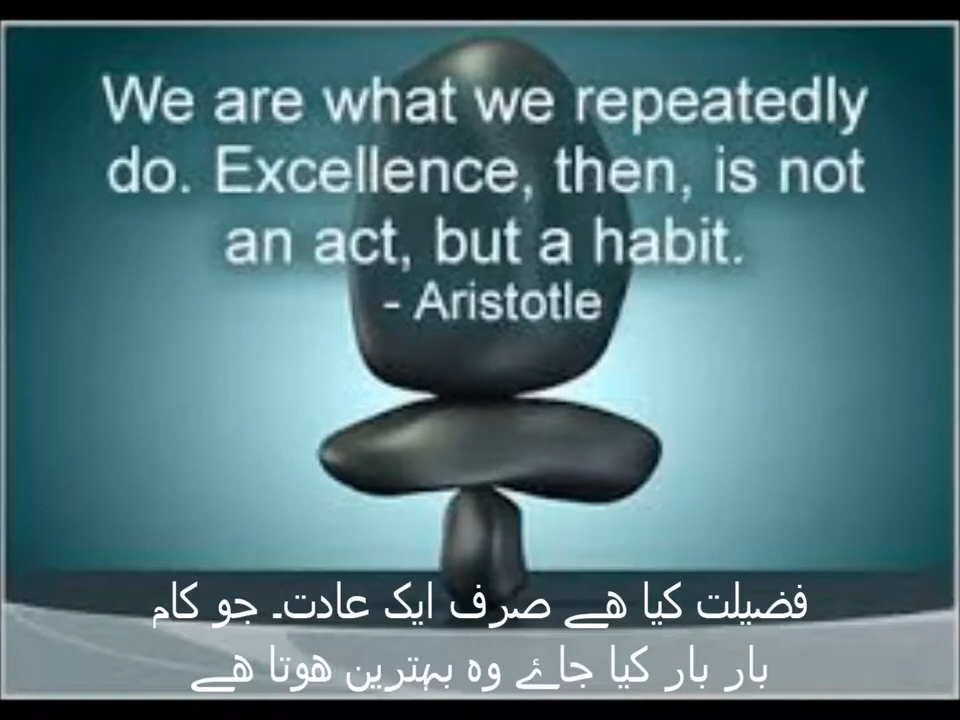 We are what we repeatedly
do. Excellence, then, is not
an act, but a habit.
- Aristotle
فضیلت کیا ھے صرف ایک عادت۔ جو کام
بار بار کیا جاۓ وہ بہترین ھوتا ھے